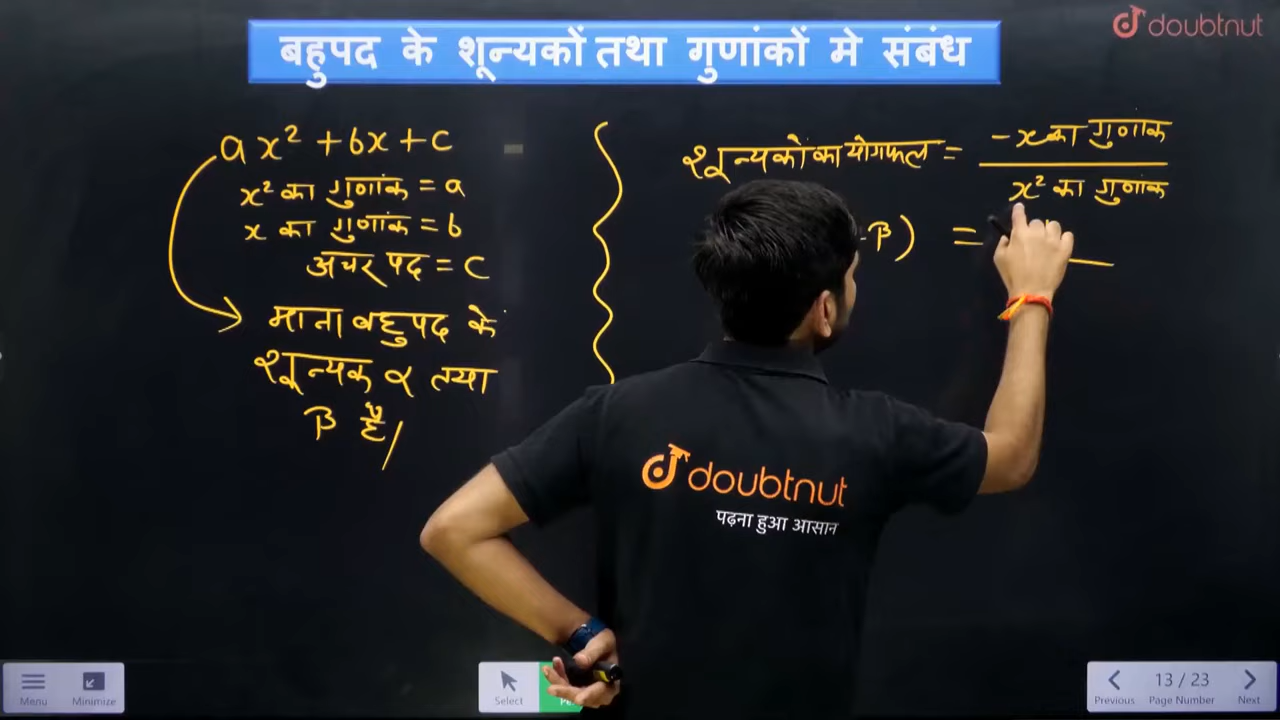 doubtnut
बहुपद के शून्यकों तथा गुणांकों मे संबंध
ax² + bx + c
x² का गुणांक = a
x का गुणांक = b
अचर पद = c
माना बहुपद के
शून्यक α तथा
β है/
शून्यकों का योगफल = -x का गुणांक
x² का गुणांक
β) =
doubtnut
पढ़ना हुआ आसान
Menu
Minimize
Select
Previous
13 / 23
Page Number
Next